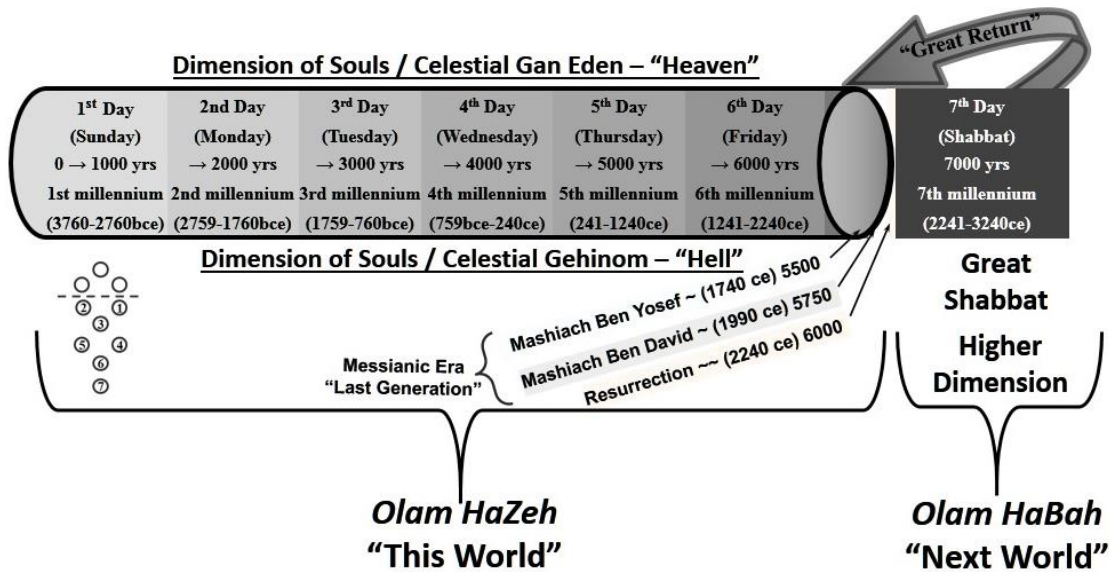 “Great Return”
Dimension of Souls / Celestial Gan Eden – “Heaven”
1st Day
(Sunday)
0 → 1000 yrs
1st millennium
(3760-2760bce)
2nd Day
(Monday)
→ 2000 yrs
2nd millennium
(2759-1760bce)
3rd Day
(Tuesday)
→ 3000 yrs
3rd millennium
(1759-760bce)
4th Day
(Wednesday)
→ 4000 yrs
4th millennium
(759bce-240ce)
5th Day
(Thursday)
→ 5000 yrs
5th millennium
(241-1240ce)
6th Day
(Friday)
→ 6000 yrs
6th millennium
(1241-2240ce)
7th Day
(Shabbat)
7000 yrs
7th millennium
(2241-3240ce)
Dimension of Souls / Celestial Gehinom – “Hell”
2 1
3
5 4
6
7
Messianic Era
“Last Generation”
Mashiach Ben Yosef ~ (1740 ce) 5500
Mashiach Ben David ~ (1990 ce) 5750
Resurrection ~~ (2240 ce) 6000
Great
Shabbat
Higher
Dimension
Olam HaZeh
“This World”
Olam HaBah
“Next World”